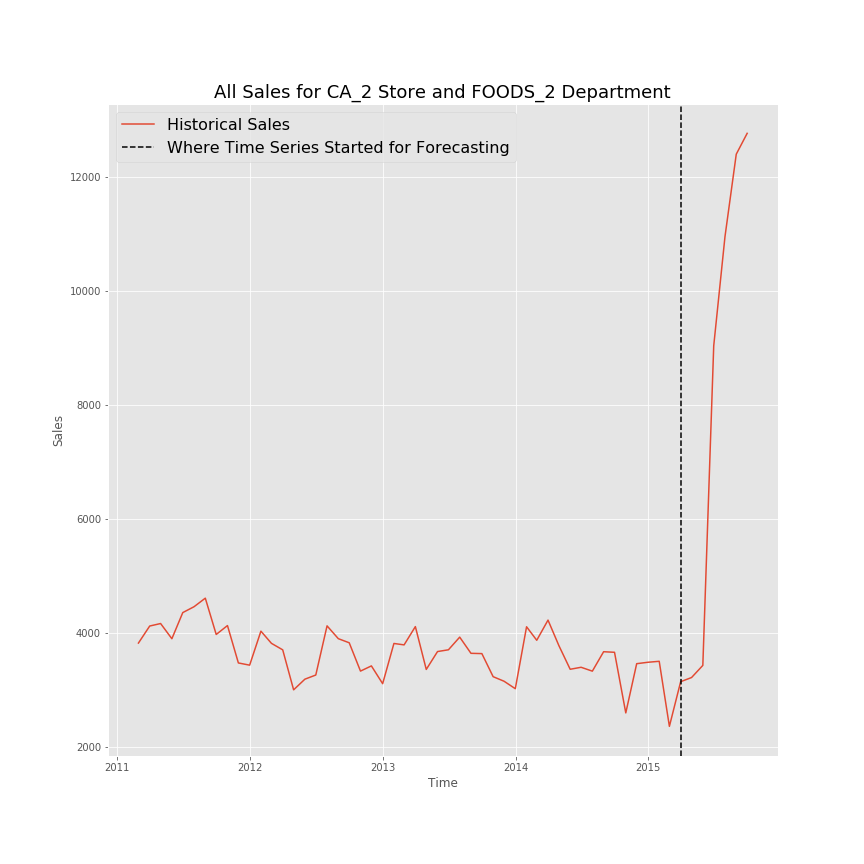 All Sales for CA_2 Store and FOODS_2 Department
Historical Sales
Where Time Series Started for Forecasting
12000
10000
8000
6000
4000
2000
Sales
2011
2012
2013
2014
2015
Time